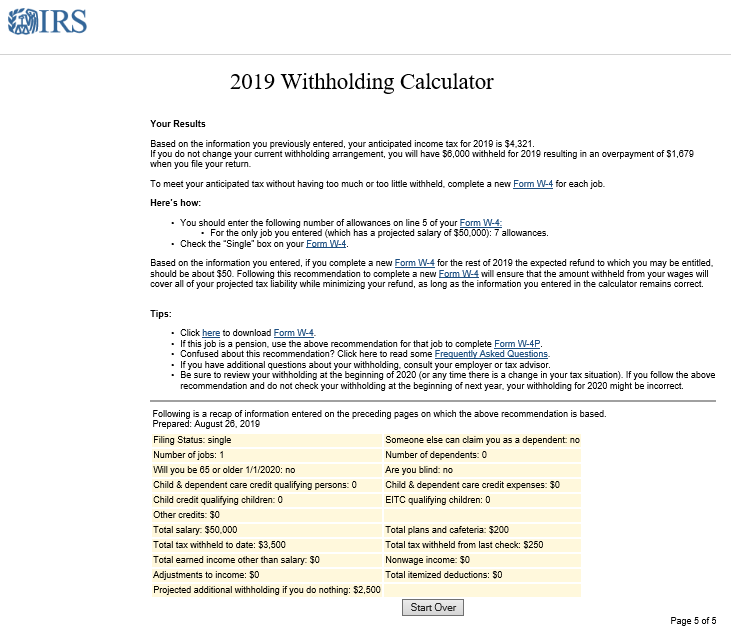 IRS
2019 Withholding Calculator
Your Results
Based on the information you previously entered, your anticipated income tax for 2019 is $4,321.
If you do not change your current withholding arrangement, you will have $6,000 withheld for 2019 resulting in an overpayment of $1,679
when you file your return.
To meet your anticipated tax without having too much or too little withheld, complete a new Form W-4 for each job.
Here's how:
• You should enter the following number of allowances on line 5 of your Form W-4:
• For the only job you entered (which has a projected salary of $50,000): 7 allowances.
• Check the "Single" box on your Form W-4.
Based on the information you entered, if you complete a new Form W-4 for the rest of 2019 the expected refund to which you may be entitled,
should be about $50. Following this recommendation to complete a new Form W-4 will ensure that the amount withheld from your wages will
cover all of your projected tax liability while minimizing your refund, as long as the information you entered in the calculator remains correct.
Tips:
• Click here to download Form W-4.
• If this job is a pension, use the above recommendation for that job to complete Form W-4P.
• Confused about this recommendation? Click here to read some Frequently Asked Questions.
• If you have additional questions about your withholding, consult your employer or tax advisor.
• Be sure to review your withholding at the beginning of 2020 (or any time there is a change in your tax situation). If you follow the above
recommendation and do not check your withholding at the beginning of next year, your withholding for 2020 might be incorrect.
Following is a recap of information entered on the preceding pages on which the above recommendation is based.
Prepared: August 26, 2019
Filing Status: single Someone else can claim you as a dependent: no
Number of jobs: 1 Number of dependents: 0
Will you be 65 or older 1/1/2020: no Are you blind: no
Child & dependent care credit qualifying persons: 0 Child & dependent care credit expenses: $0
Child credit qualifying children: 0 EITC qualifying children: 0
Other credits: $0
Total salary: $50,000 Total plans and cafeteria: $200
Total tax withheld to date: $3,500 Total tax withheld from last check: $250
Total earned income other than salary: $0 Nonwage income: $0
Adjustments to income: $0 Total itemized deductions: $0
Projected additional withholding if you do nothing: $2,500
Start Over
Page 5 of 5